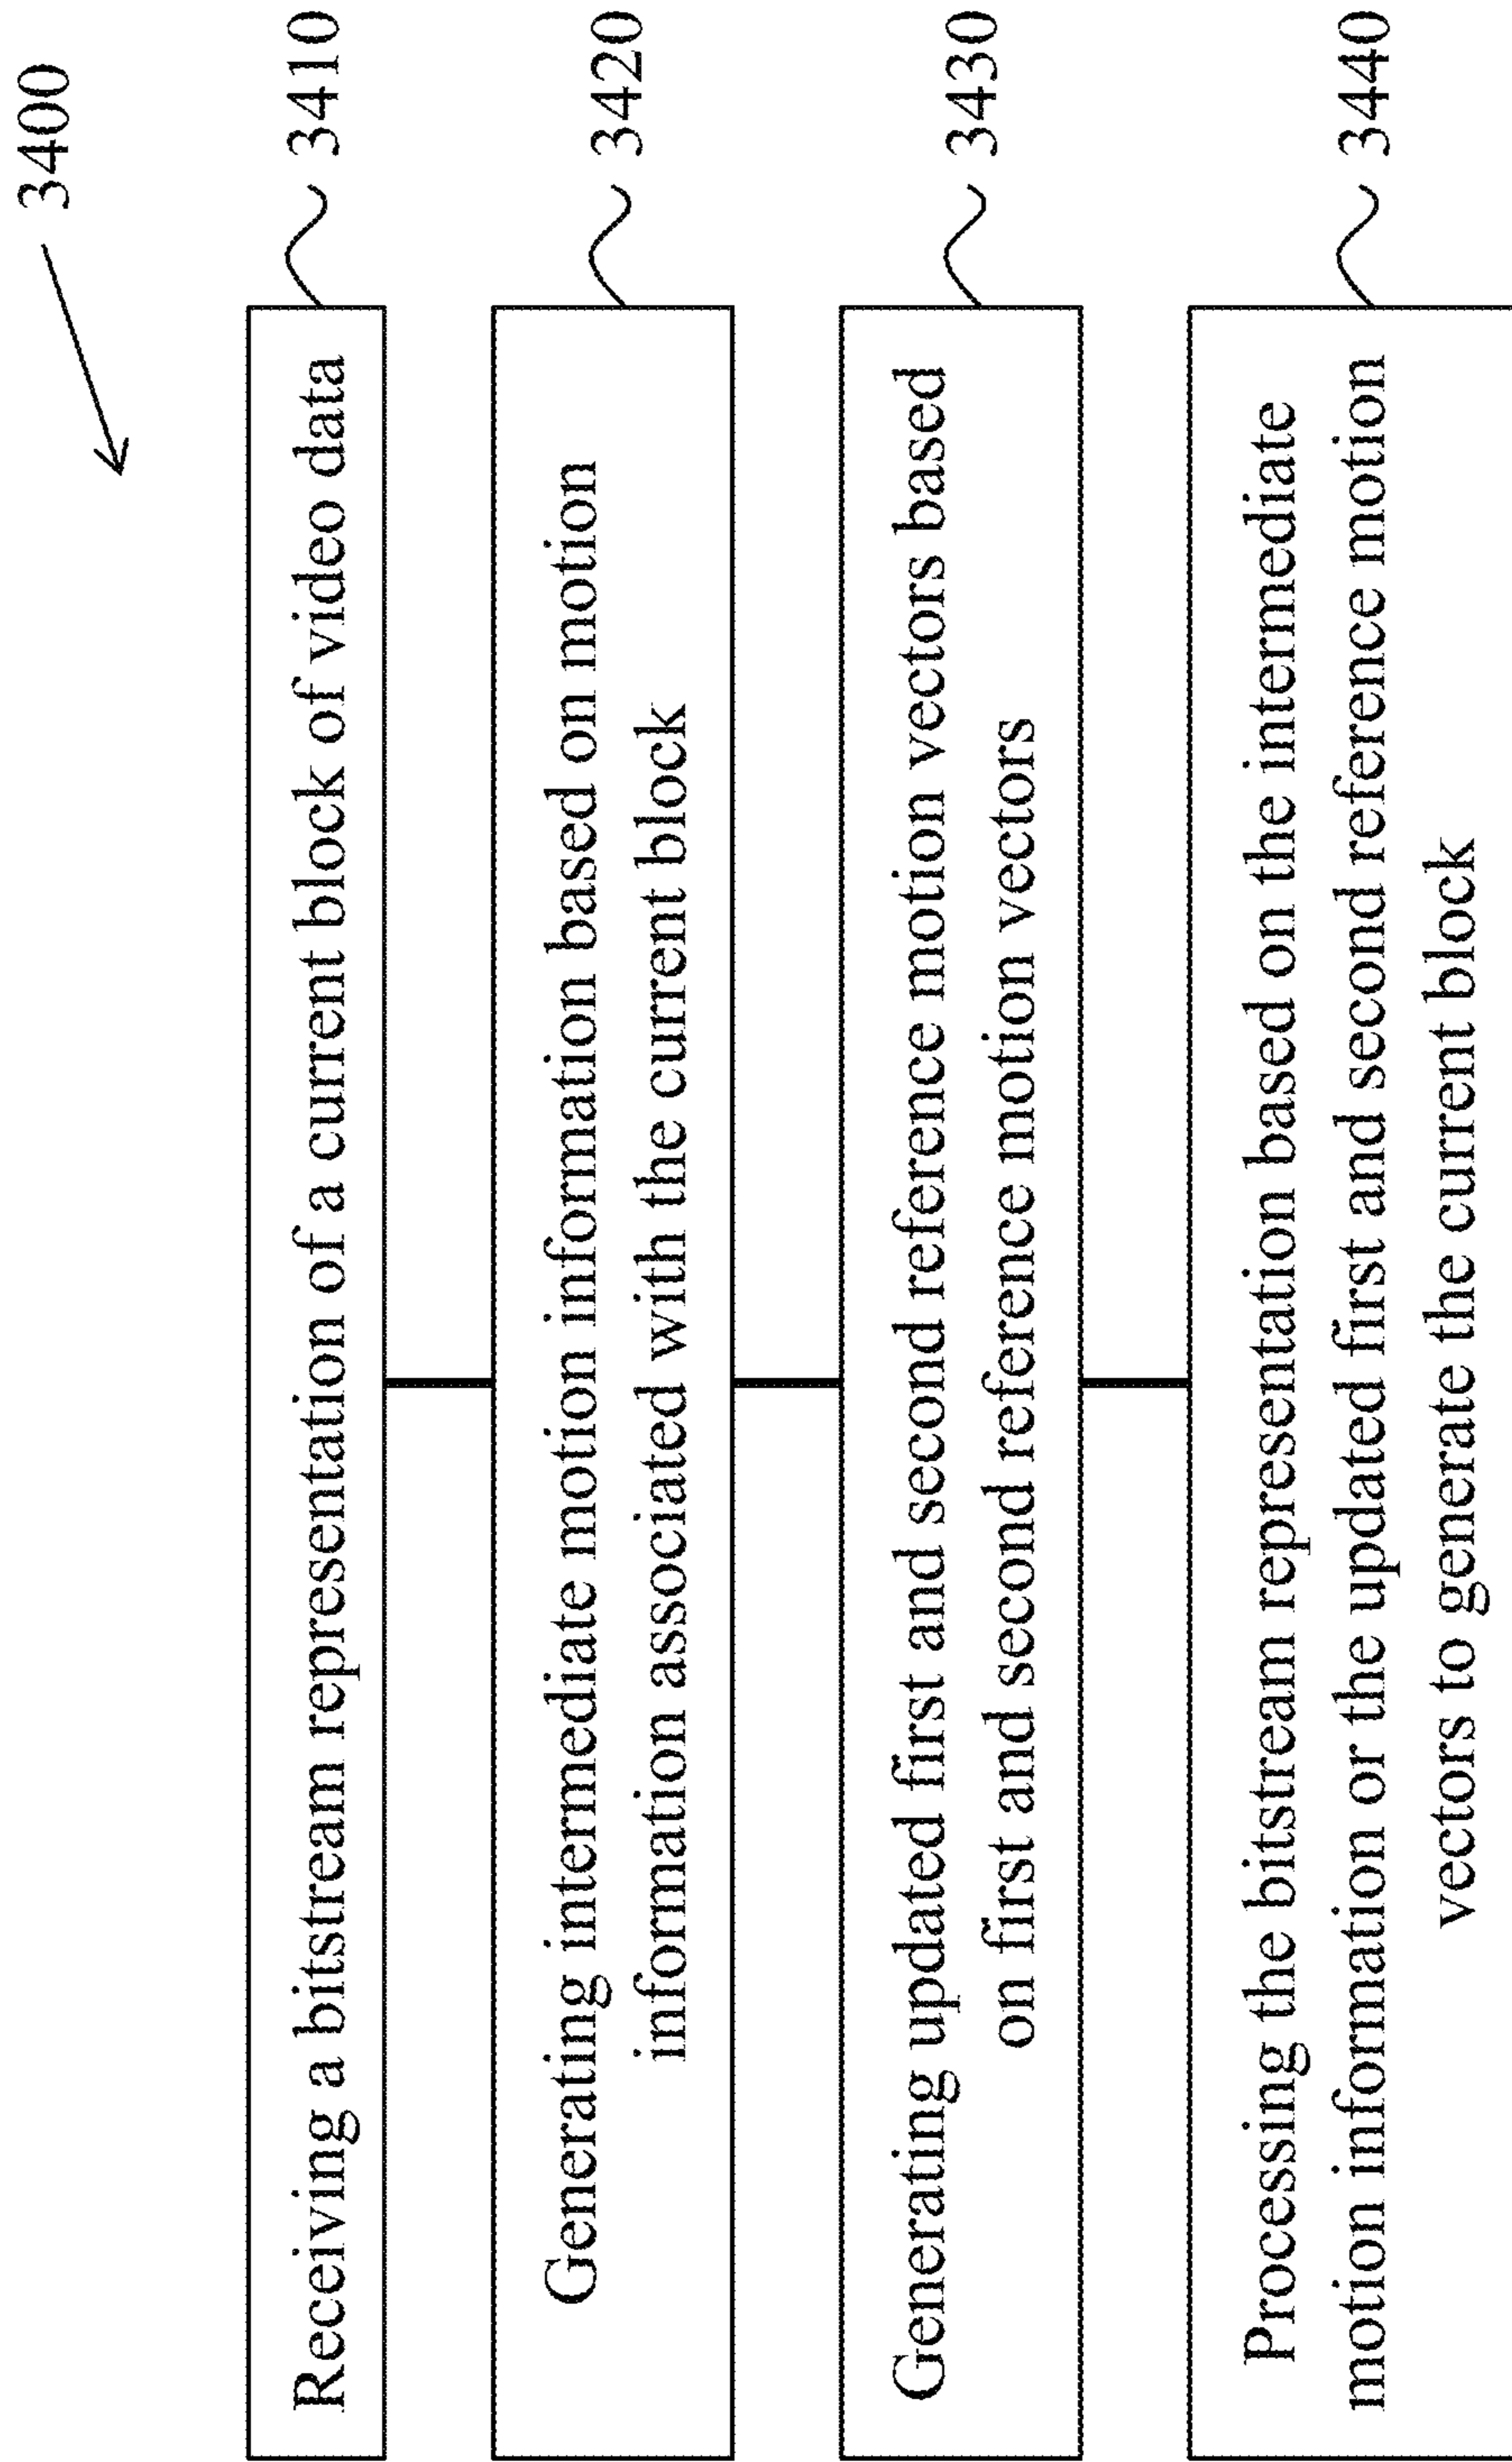 3400
Receiving a bitstream representation of a current block of video data
3410
Generating intermediate motion information based on motion
information associated with the current block
3420
Generating updated first and second reference motion vectors based
on first and second reference motion vectors
3430
Processing the bitstream representation based on the intermediate
motion information or the updated first and second reference motion
vectors to generate the current block
3440